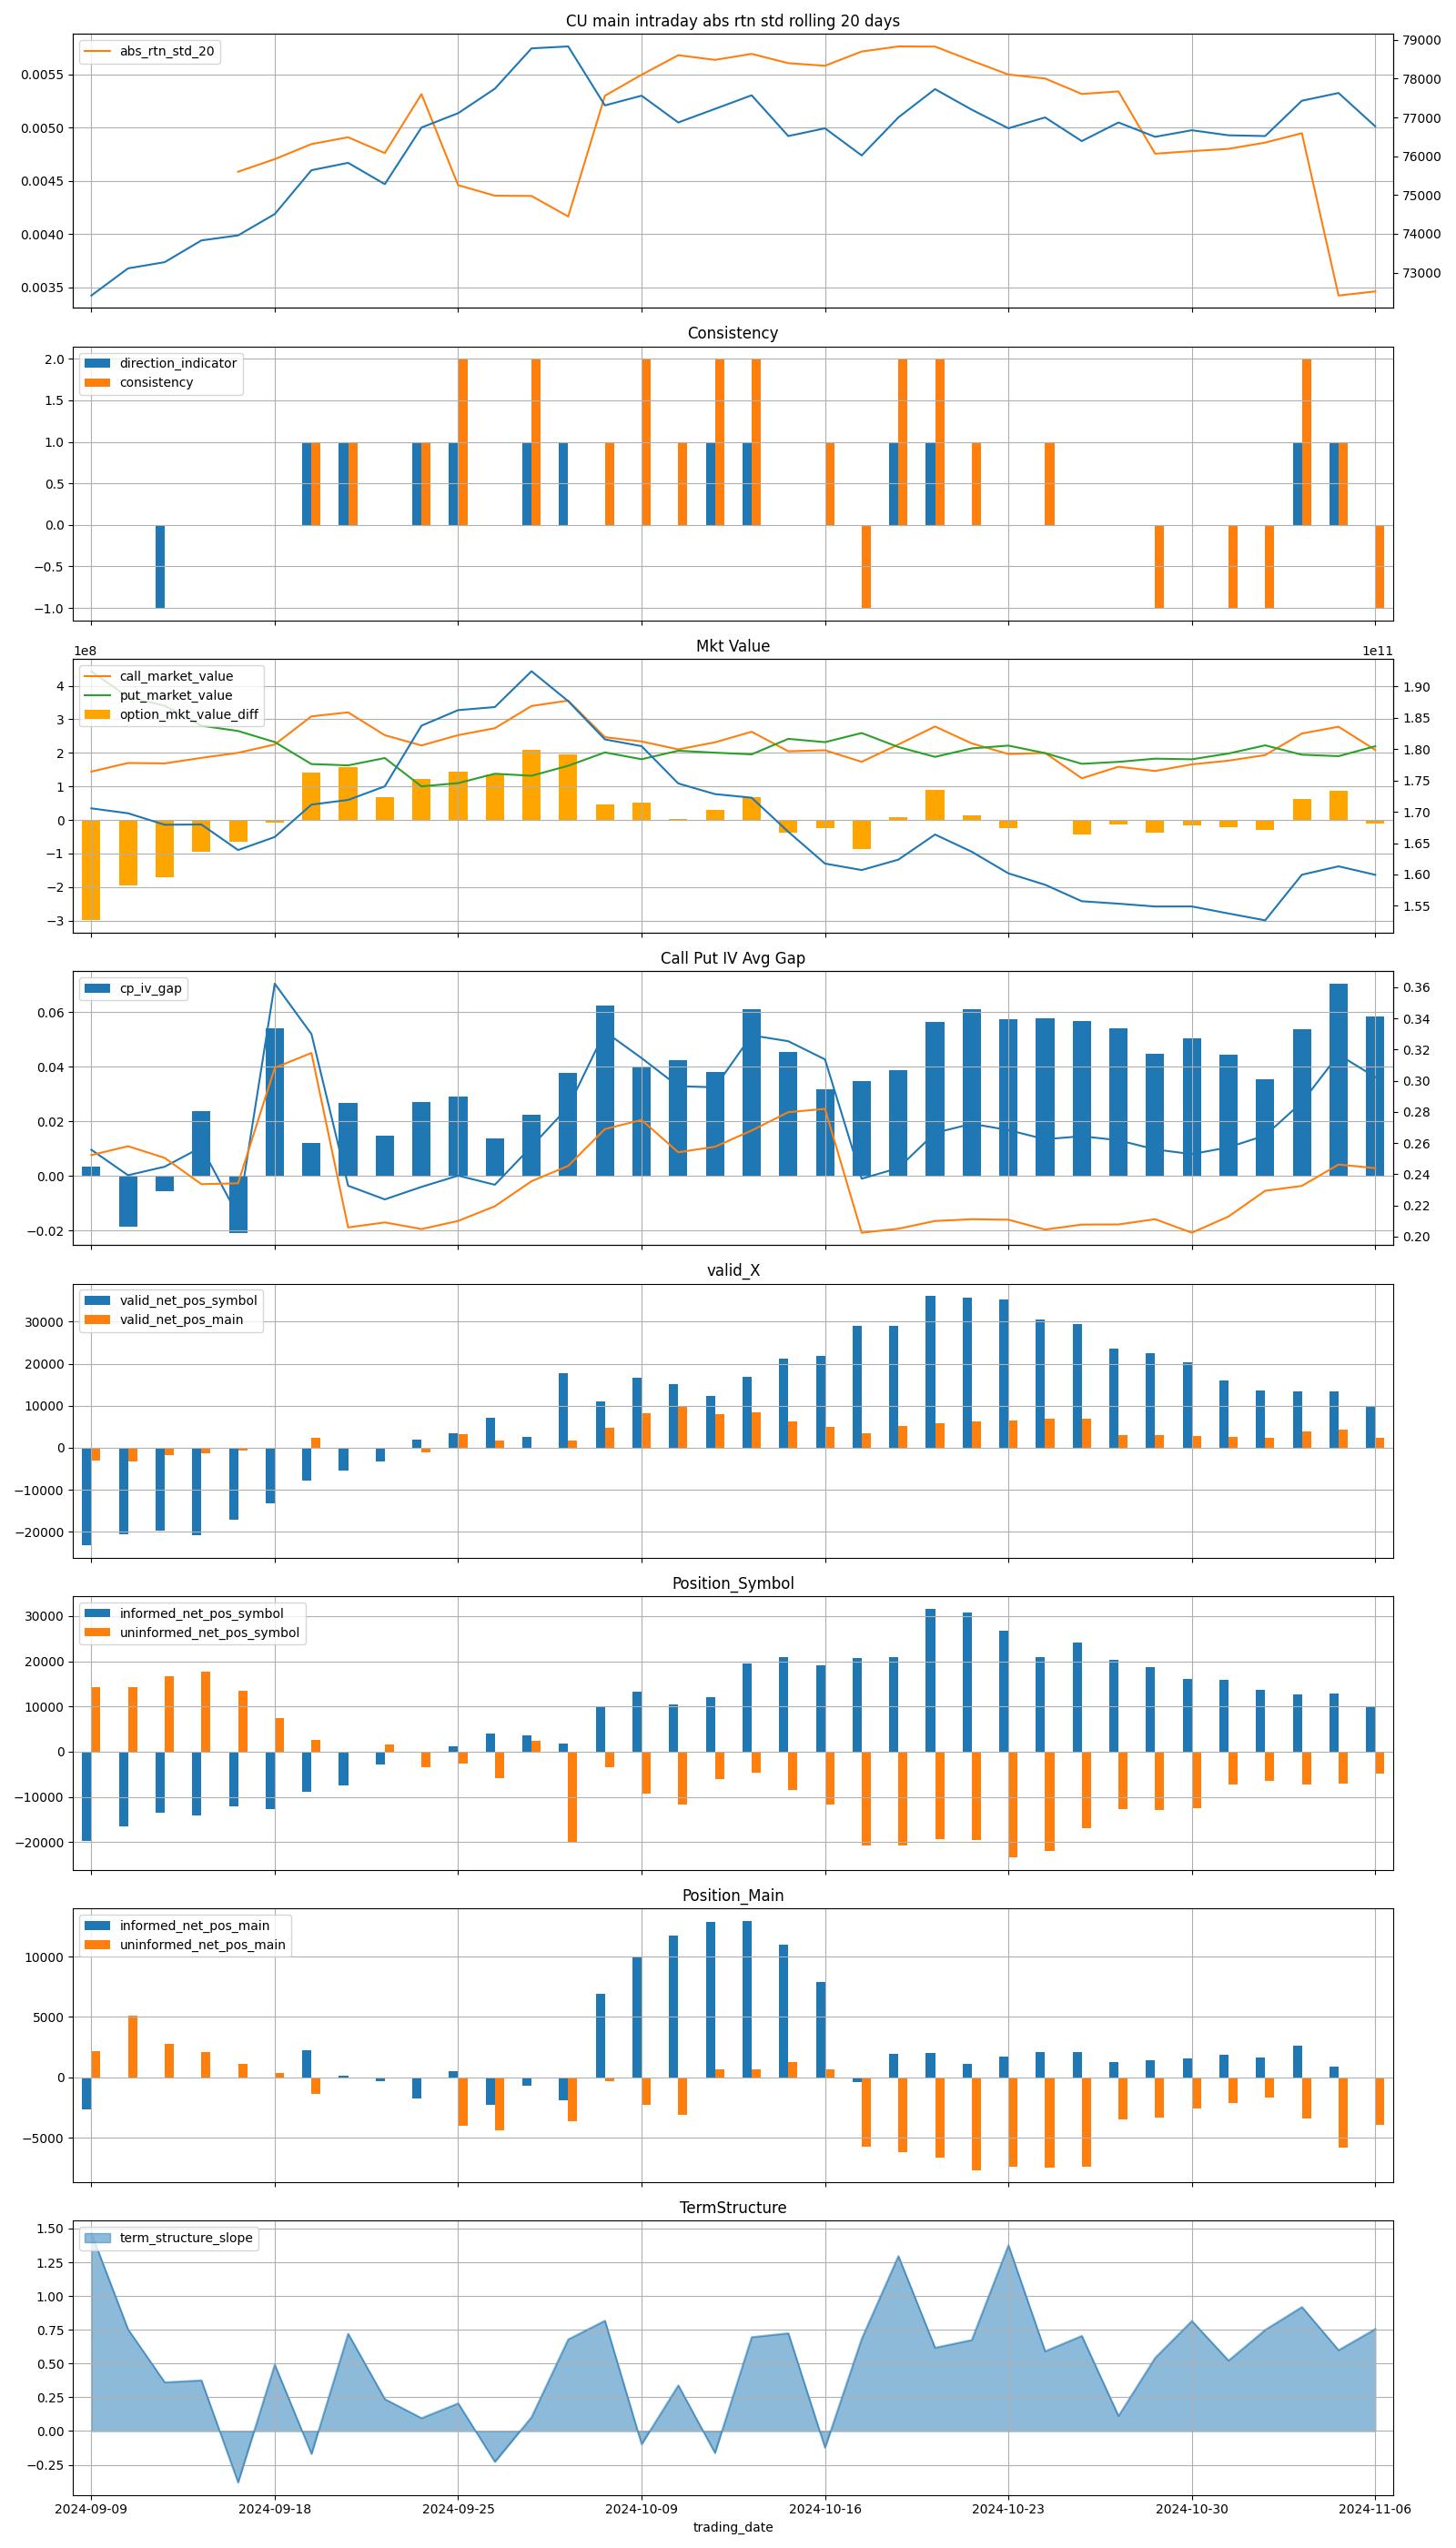 CU main intraday abs rtn std rolling 20 days
abs_rtn_std_20
0.0055
0.0050
0.0045
0.0040
0.0035
79000
78000
77000
76000
75000
74000
73000
Consistency
direction_indicator
consistency
2.0
1.5
1.0
0.5
0.0
−0.5
−1.0
Mkt Value
1e8
1e11
call_market_value
put_market_value
option_mkt_value_diff
4
3
2
1
0
−1
−2
−3
1.90
1.85
1.80
1.75
1.70
1.65
1.60
1.55
Call Put IV Avg Gap
cp_iv_gap
0.06
0.04
0.02
0.00
−0.02
0.36
0.34
0.32
0.30
0.28
0.26
0.24
0.22
0.20
valid_X
valid_net_pos_symbol
valid_net_pos_main
30000
20000
10000
0
−10000
−20000
Position_Symbol
informed_net_pos_symbol
uninformed_net_pos_symbol
30000
20000
10000
0
−10000
−20000
Position_Main
informed_net_pos_main
uninformed_net_pos_main
10000
5000
0
−5000
TermStructure
term_structure_slope
1.50
1.25
1.00
0.75
0.50
0.25
0.00
−0.25
2024-09-09 2024-09-18 2024-09-25 2024-10-09 2024-10-16 2024-10-23 2024-10-30 2024-11-06
trading_date